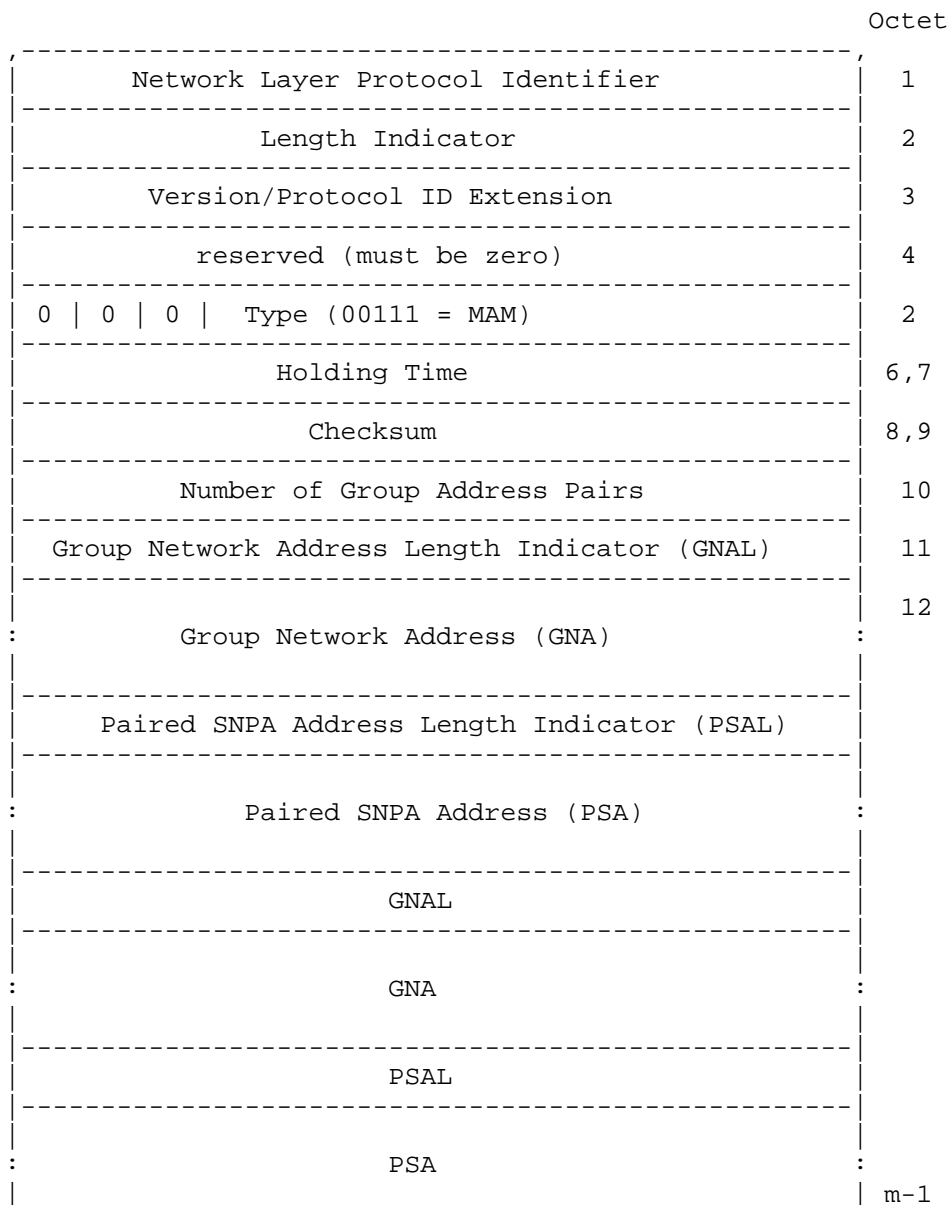 Octet
Network Layer Protocol Identifier 1
Length Indicator 2
Version/Protocol ID Extension 3
reserved (must be zero) 4
0 | 0 | 0 | Type (00111 = MAM) 2
Holding Time 6,7
Checksum 8,9
Number of Group Address Pairs 10
Group Network Address Length Indicator (GNAL) 11
12
Group Network Address (GNA)
Paired SNPA Address Length Indicator (PSAL)
Paired SNPA Address (PSA)
GNAL
GNA
PSAL
PSA
m-1